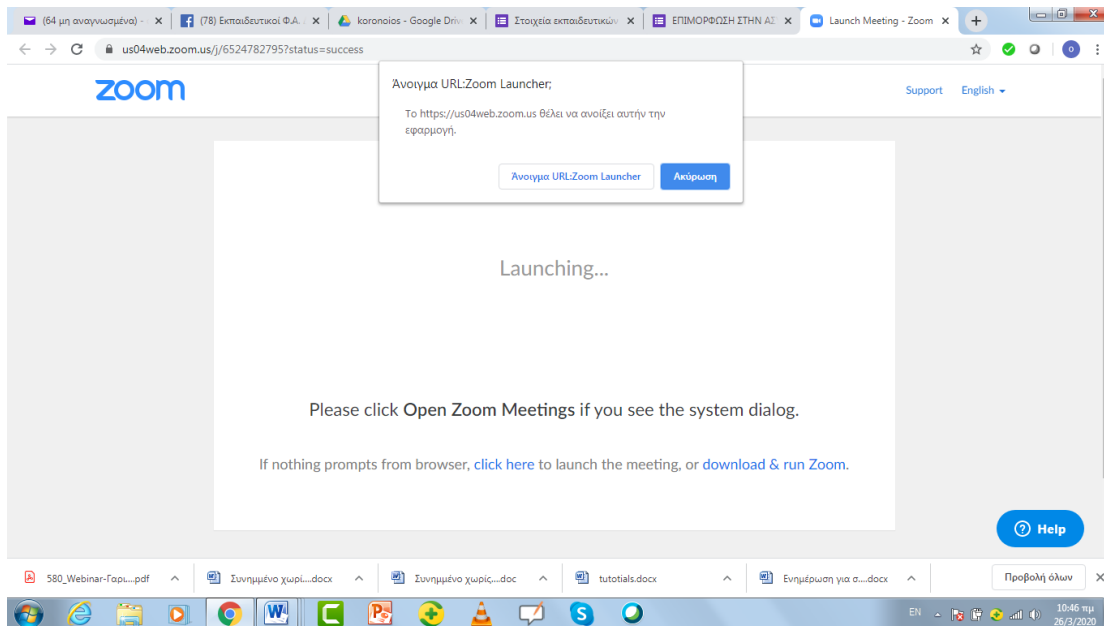 (64 μη αναγνωσμένα) -
(78) Εκπαιδευτικοί Φ.Α.
koronoios - Google Driv
Στοιχεία εκπαιδευτικών
ΕΠΙΜΟΡΦΩΣΗ ΣΤΗΝ ΑΣ
Launch Meeting - Zoom
us04web.zoom.us/j/6524782795?status=success
zoom
Support English
Άνοιγμα URL:Zoom Launcher;
Το https://us04web.zoom.us θέλει να ανοίξει αυτήν την
εφαρμογή.
Άνοιγμα URL:Zoom Launcher
Ακύρωση
Launching...
Please click Open Zoom Meetings if you see the system dialog.
If nothing prompts from browser, click here to launch the meeting, or download & run Zoom.
Help
580_Webinar-Γαρι....pdf
Συνημμένο χωρί....docx
Συνημμένο χωρίς....doc
tutotials.docx
Ενημέρωση για σ....docx
Προβολή όλων
EN
10:46 πμ
26/3/2020